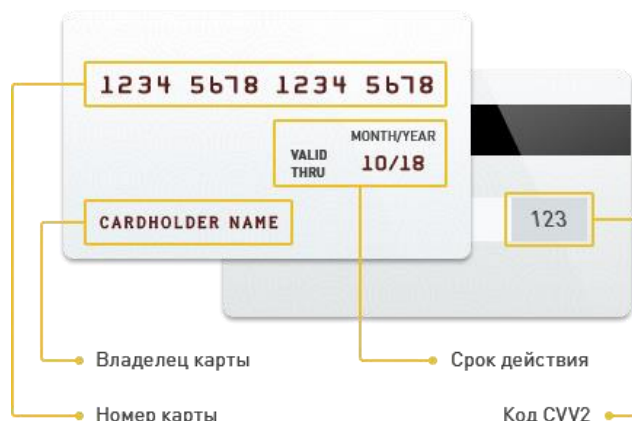 1234 5678 1234 5678
MONTH/YEAR
VALID
THRU
10/18
CARDHOLDER NAME
123
Владелец карты
Срок действия
Номер карты
Код CVV2